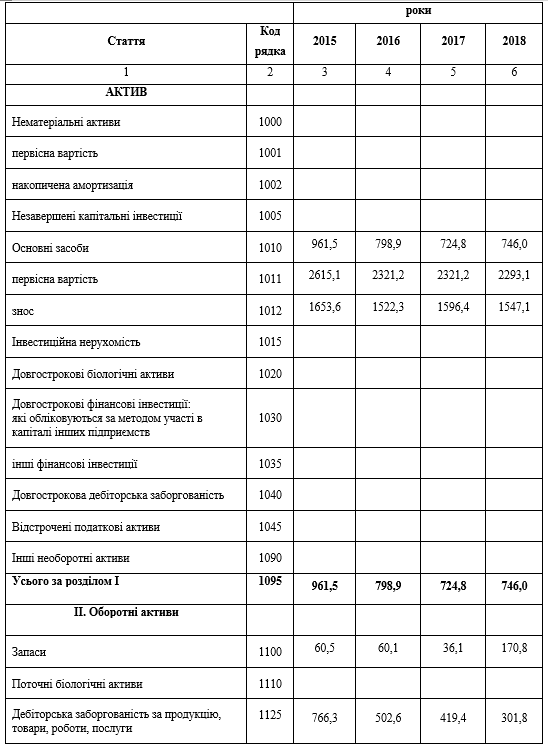 роки
Стаття Код рядка 2015 2016 2017 2018
1 2 3 4 5 6
АКТИВ
Нематеріальні активи 1000
первісна вартість 1001
накопичена амортизація 1002
Незавершені капітальні інвестиції 1005
Основні засоби 1010 961,5 798,9 724,8 746,0
первісна вартість 1011 2615,1 2321,2 2321,2 2293,1
знос 1012 1653,6 1522,3 1596,4 1547,1
Інвестиційна нерухомість 1015
Довгострокові біологічні активи 1020
Довгострокові фінансові інвестиції:
які обліковуються за методом участі в 1030
капіталі інших підприємств
інші фінансові інвестиції 1035
Довгострокова дебіторська заборгованість 1040
Відстрочені податкові активи 1045
Інші необоротні активи 1090
Усього за розділом І 1095 961,5 798,9 724,8 746,0
ІІ. Оборотні активи
Запаси 1100 60,5 60,1 36,1 170,8
Поточні біологічні активи 1110
Дебіторська заборгованість за продукцію, 1125 766,3 502,6 419,4 301,8
товари, роботи, послуги